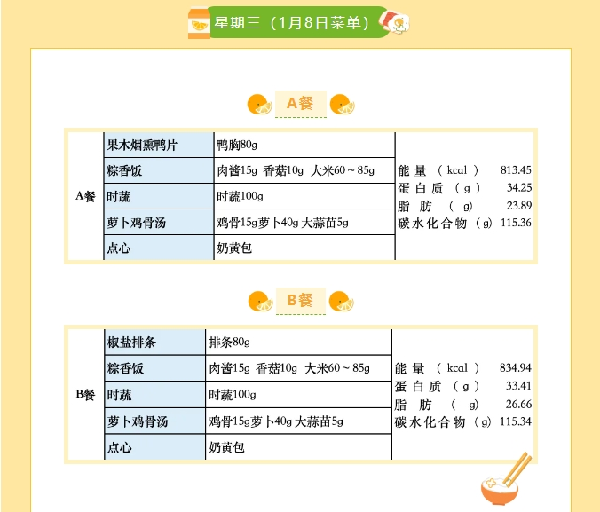 星期三（1月8日菜单）
A餐
A餐
果木烟熏鸭片 鸭胸80g
粽香饭 肉酱15g 香菇10g 大米60～85g
时蔬 时蔬100g
萝卜鸡骨汤 鸡骨15g萝卜40g 大蒜苗5g
点心 奶黄包
能量（kcal） 813.45
蛋白质（g） 34.25
脂肪（g） 23.89
碳水化合物（g） 115.36
B餐
B餐
椒盐排条 排条80g
粽香饭 肉酱15g 香菇10g 大米60～85g
时蔬 时蔬100g
萝卜鸡骨汤 鸡骨15g萝卜40g 大蒜苗5g
点心 奶黄包
能量（kcal） 834.94
蛋白质（g） 33.41
脂肪（g） 26.66
碳水化合物（g） 115.34